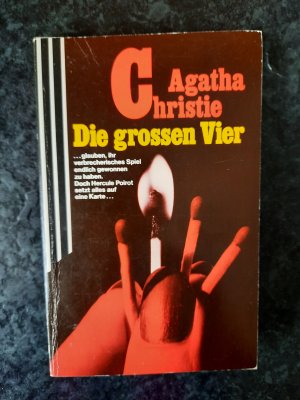 Agatha
Christie
Die grossen Vier
...glauben, ihr
verbrecherisches Spiel
endlich gewonnen
zu haben.
Doch Hercule Poirot
setzt alles auf
eine Karte...